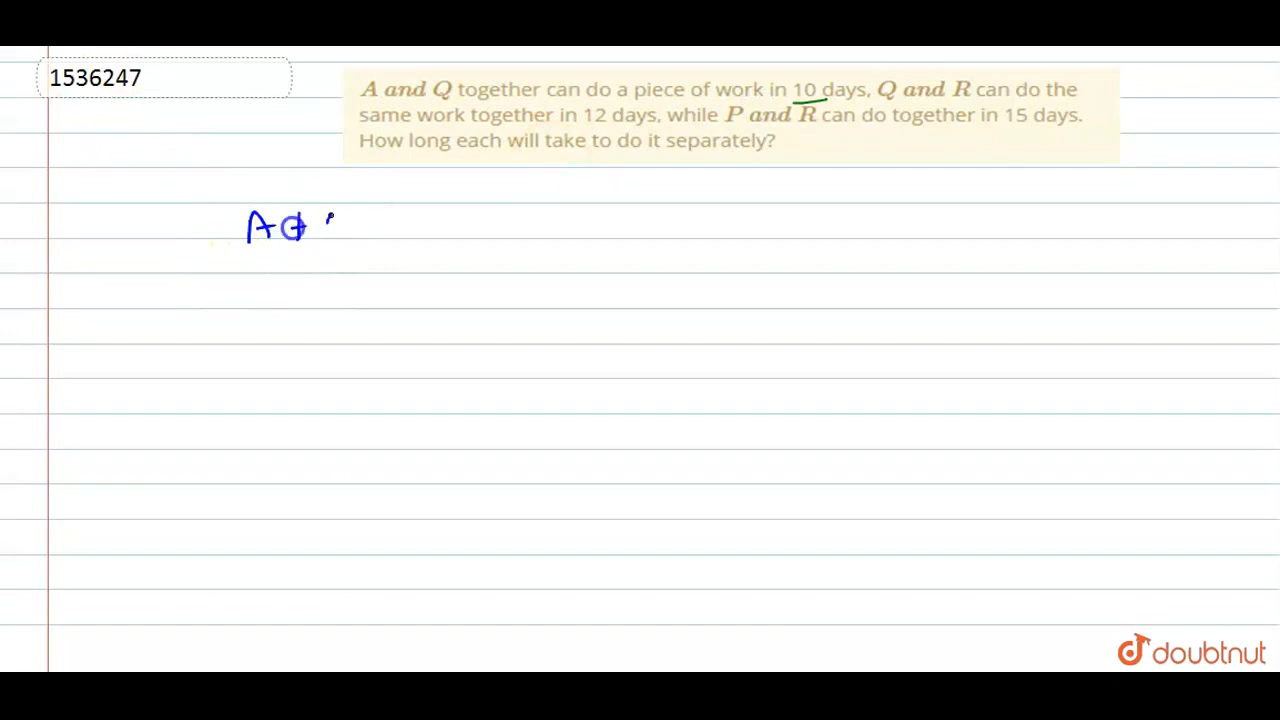 1536247
A and Q together can do a piece of work in 10 days, Q and R can do the
same work together in 12 days, while P and R can do together in 15 days.
How long each will take to do it separately?
A
doubtnut